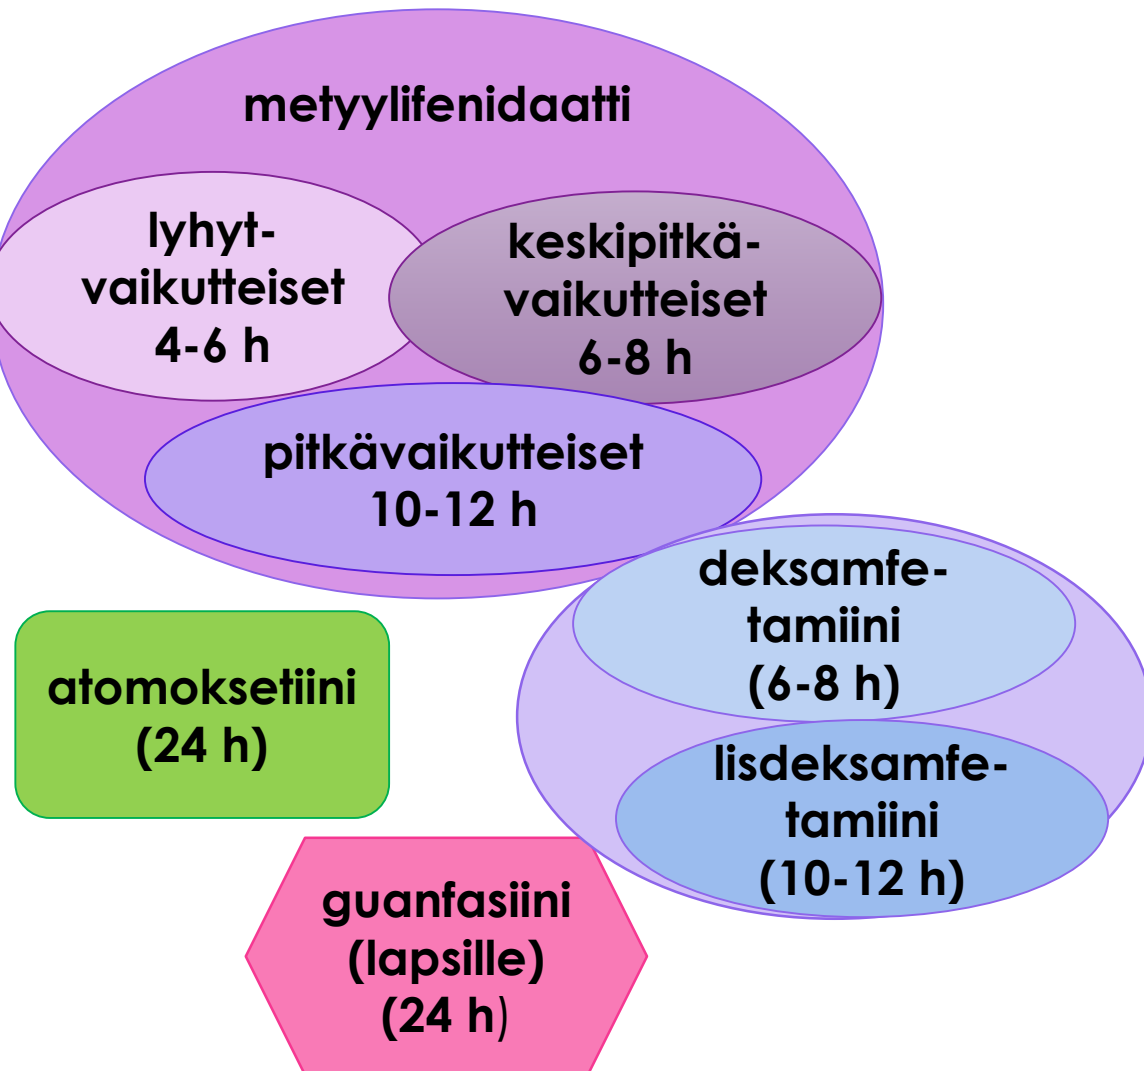 metyylifenidaatti
lyhyt-
vaikutteiset
4-6 h
keskipitkä-
vaikutteiset
6-8 h
pitkävaikutteiset
10-12 h
deksamfe-
tamiini
(6-8 h)
atomoksetiini
(24 h)
lisdeksamfe-
tamiini
(10-12 h)
guanfasiini
(lapsille)
(24 h)